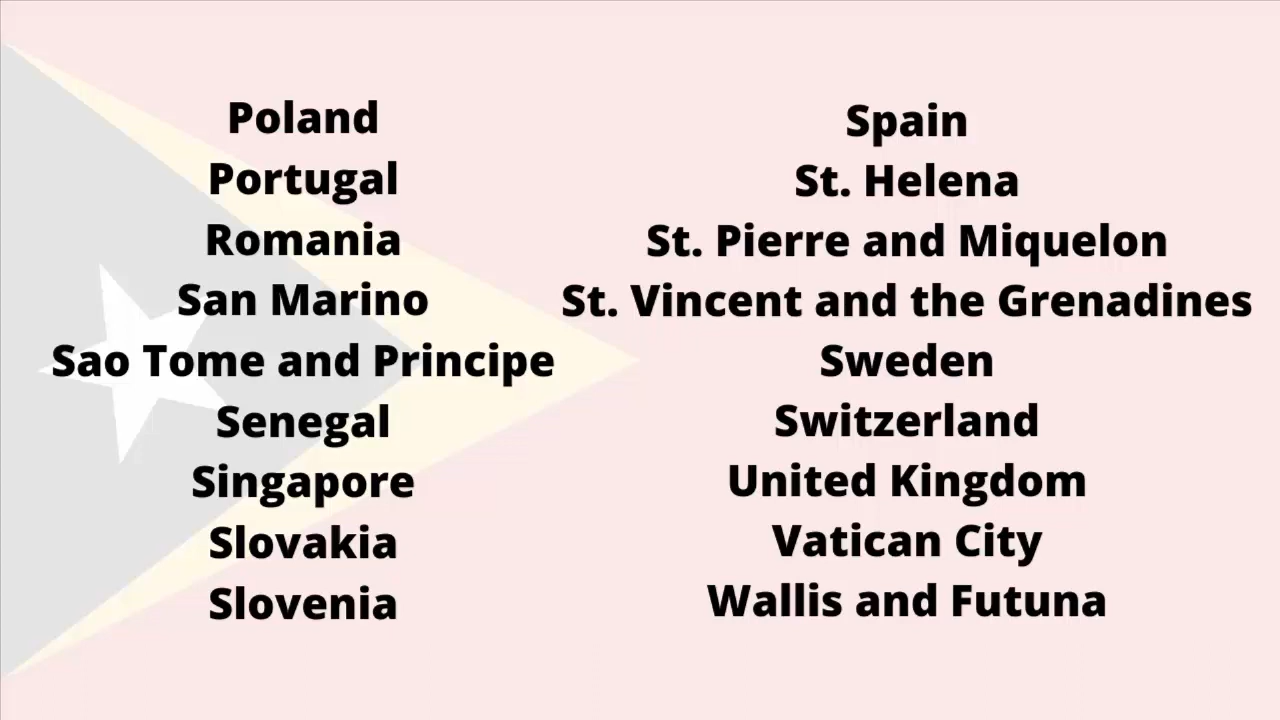 Poland
Portugal
Romania
San Marino
Sao Tome and Principe
Senegal
Singapore
Slovakia
Slovenia
Spain
St. Helena
St. Pierre and Miquelon
St. Vincent and the Grenadines
Sweden
Switzerland
United Kingdom
Vatican City
Wallis and Futuna